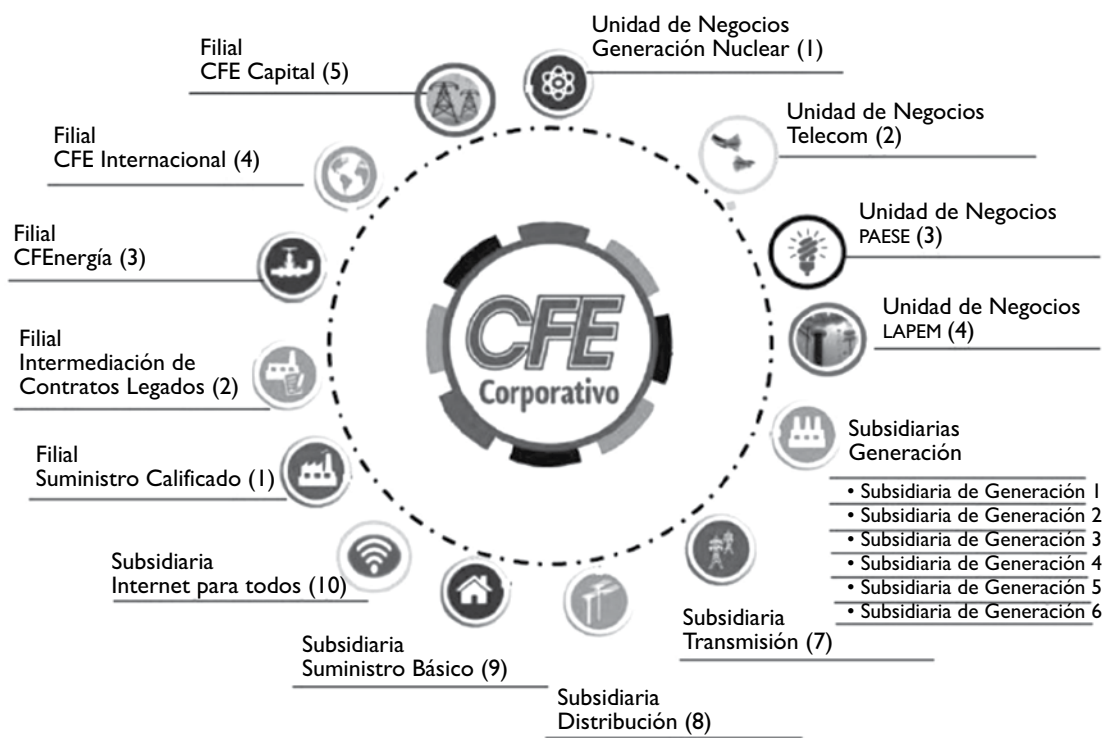 Unidad de Negocios
Generación Nuclear (1)
Unidad de Negocios
Telecom (2)
Unidad de Negocios
PAESE (3)
Unidad de Negocios
LAPEM (4)
Subsidiarias
Generación
• Subsidiaria de Generación 1
• Subsidiaria de Generación 2
• Subsidiaria de Generación 3
• Subsidiaria de Generación 4
• Subsidiaria de Generación 5
• Subsidiaria de Generación 6
Subsidiaria
Transmisión (7)
Subsidiaria
Distribución (8)
Subsidiaria
Suministro Básico (9)
Subsidiaria
Internet para todos (10)
Filial
Suministro Calificado (1)
Filial
Intermediación de
Contratos Legados (2)
Filial
CFEnergía (3)
Filial
CFE Internacional (4)
Filial
CFE Capital (5)
CFE
Corporativo